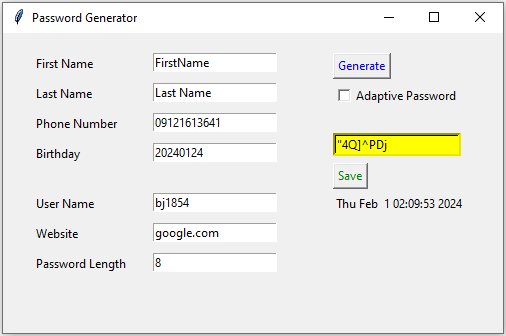 Password Generator
First Name FirstName Generate
Last Name Last Name Adaptive Password
Phone Number 09121613641
Birthday 20240124 "4Q]^PDj
Save
User Name bj1854 Thu Feb  1 02:09:53 2024
Website google.com
Password Length 8